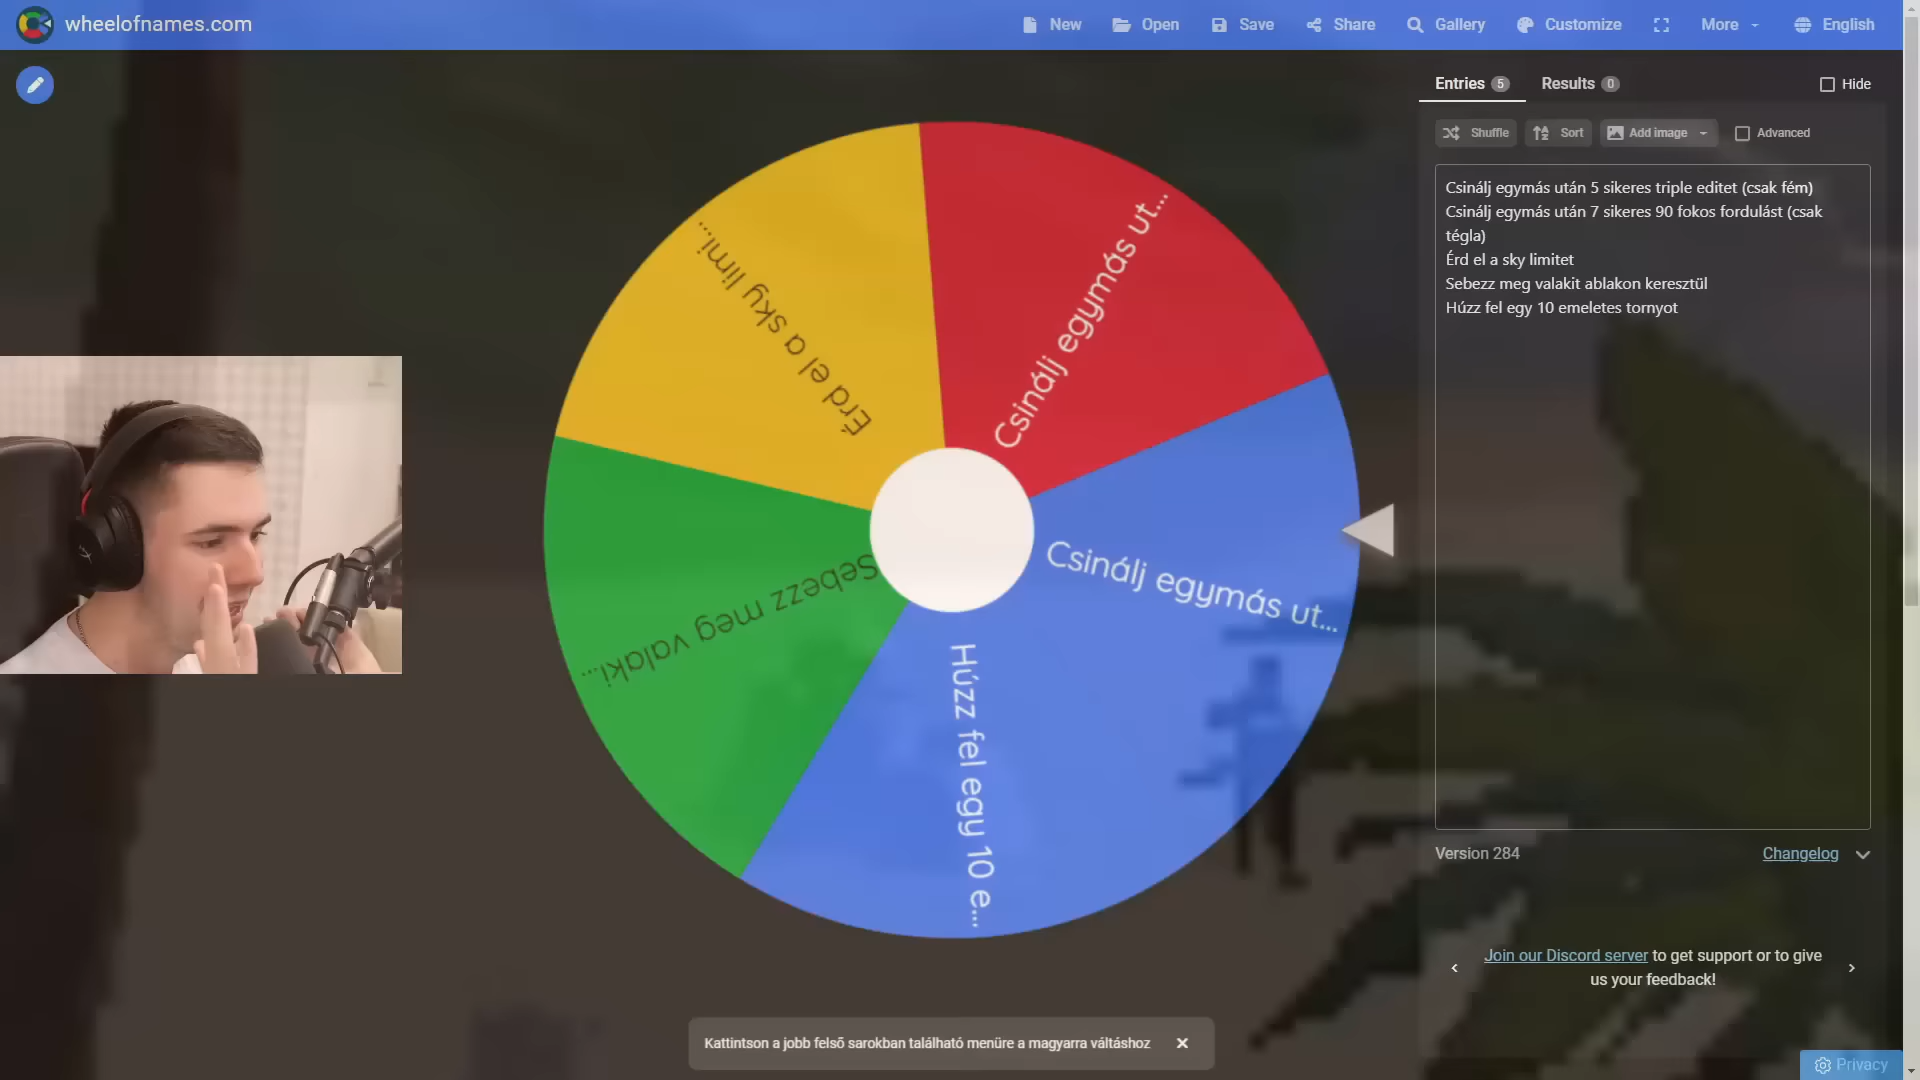 wheelofnames.com
New
Open
Save
Share
Gallery
Customize
More
English
Entries 5
Results 0
Hide
Shuffle
Sort
Add image
Advanced
Csinálj egymás után 5 sikeres triple editet (csak fém)
Csinálj egymás után 7 sikeres 90 fokos fordulást (csak
tégla)
Érd el a sky limitet
Sebezz meg valakit ablakon keresztül
Húzz fel egy 10 emeletes tornyot
Csinálj egymás ut...
Csinálj egymás ut...
Érd el a sky limi...
Sebezz meg valaki...
Húzz fel egy 10 e...
Version 284
Changelog
Join our Discord server to get support or to give
us your feedback!
Kattintson a jobb felső sarokban található menüre a magyarra váltáshoz
Privacy